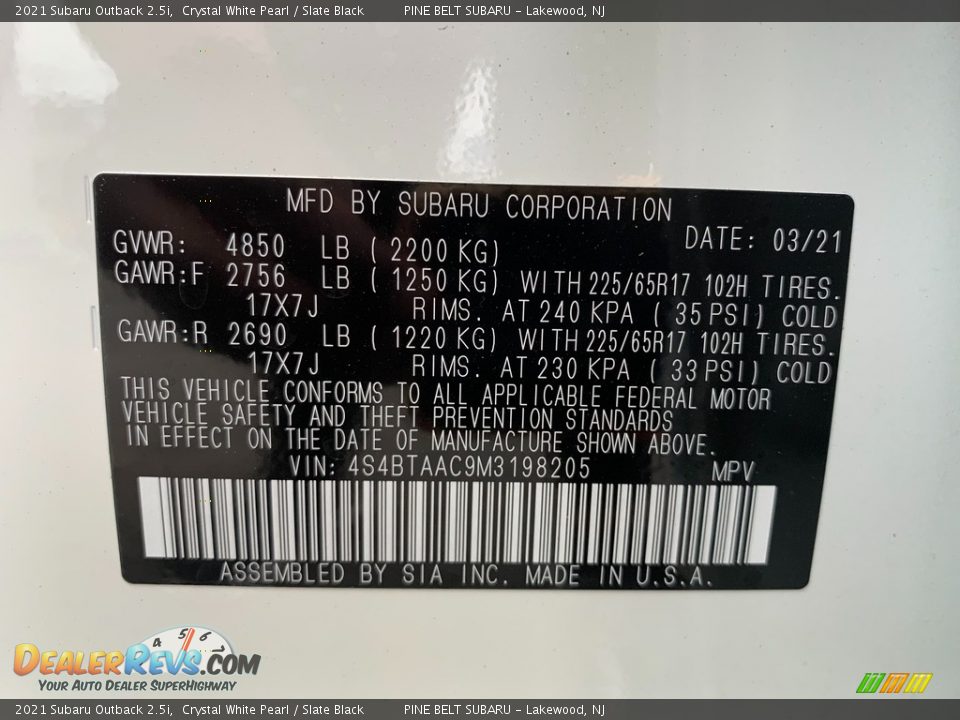 2021 Subaru Outback 2.5i, Crystal White Pearl / Slate Black PINE BELT SUBARU - Lakewood, NJ
MFD BY SUBARU CORPORATION
GVWR: 4850 LB ( 2200 KG) DATE: 03/21
GAWR:F 2756 LB ( 1250 KG) WITH 225/65R17 102H TIRES.
17X7J RIMS. AT 240 KPA ( 35 PSI) COLD
GAWR:R 2690 LB ( 1220 KG) WITH 225/65R17 102H TIRES.
17X7J RIMS. AT 230 KPA ( 33 PSI) COLD
THIS VEHICLE CONFORMS TO ALL APPLICABLE FEDERAL MOTOR
VEHICLE SAFETY AND THEFT PREVENTION STANDARDS
IN EFFECT ON THE DATE OF MANUFACTURE SHOWN ABOVE.
VIN: 4S4BTAAC9M3198205 MPV
ASSEMBLED BY SIA INC. MADE IN U.S.A.
4 5 6 7
DEALERREVS.COM
YOUR AUTO DEALER SUPERHIGHWAY
2021 Subaru Outback 2.5i, Crystal White Pearl / Slate Black PINE BELT SUBARU - Lakewood, NJ